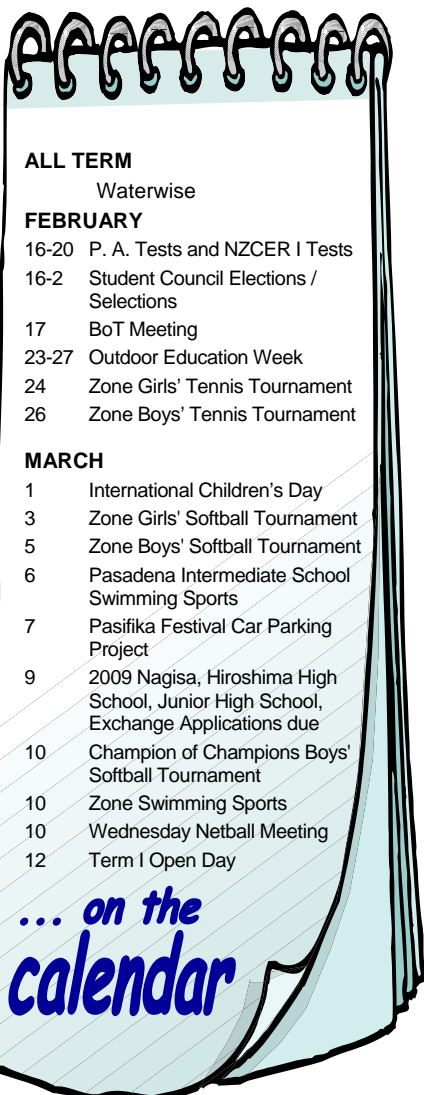 ALL TERM
Waterwise
FEBRUARY
16-20 P. A. Tests and NZCER I Tests
16-2 Student Council Elections /
Selections
17 BoT Meeting
23-27 Outdoor Education Week
24 Zone Girls' Tennis Tournament
26 Zone Boys' Tennis Tournament
MARCH
1 International Children's Day
3 Zone Girls' Softball Tournament
5 Zone Boys' Softball Tournament
6 Pasadena Intermediate School
Swimming Sports
7 Pasifika Festival Car Parking
Project
9 2009 Nagisa, Hiroshima High
School, Junior High School,
Exchange Applications due
10 Champion of Champions Boys'
Softball Tournament
10 Zone Swimming Sports
10 Wednesday Netball Meeting
12 Term I Open Day
... on the
calendar